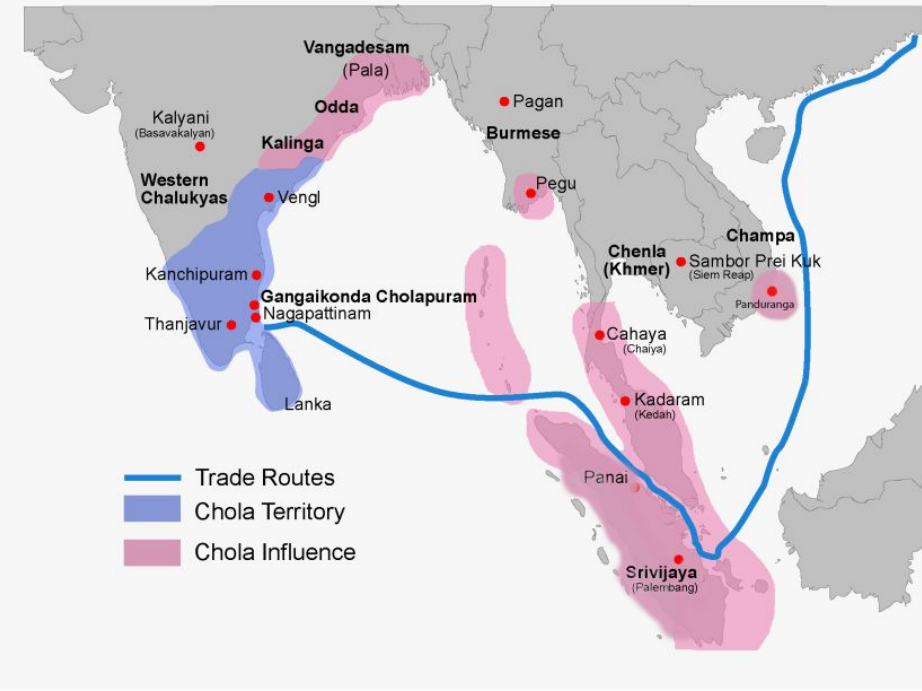 Vangadesam
(Pala)
Odda
Kalinga
Kalyani
(Basavakalyan)
Western
Chalukyas
Vengl
Kanchipuram
Gangaikonda Cholapuram
Nagapattinam
Thanjavur
Lanka
Pagan
Burmese
Pegu
Champa
Chenla
(Khmer)
Sambor Prei Kuk
(Siem Reap)
Panduranga
Cahaya
(Chaiya)
Kadaram
(Kedah)
Panai
Srivijaya
(Palembang)
Trade Routes
Chola Territory
Chola Influence